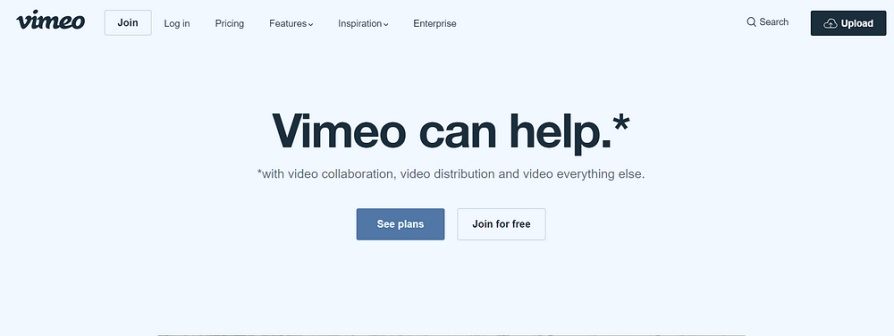 vimeo Join Log in Pricing Features Inspiration Enterprise Search Upload
Vimeo can help.*
*with video collaboration, video distribution and video everything else.
See plans Join for free